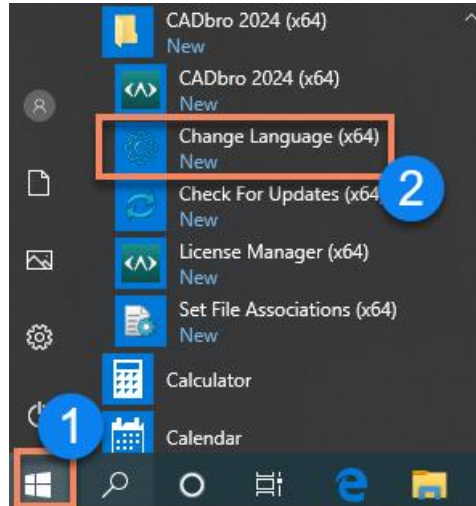 CADbro 2024 (x64)
New
CADbro 2024 (x64)
New
Change Language (x64)
New
2
Check For Updates (x64
New
License Manager (x64)
New
Set File Associations (x64)
New
Calculator
1
Calendar